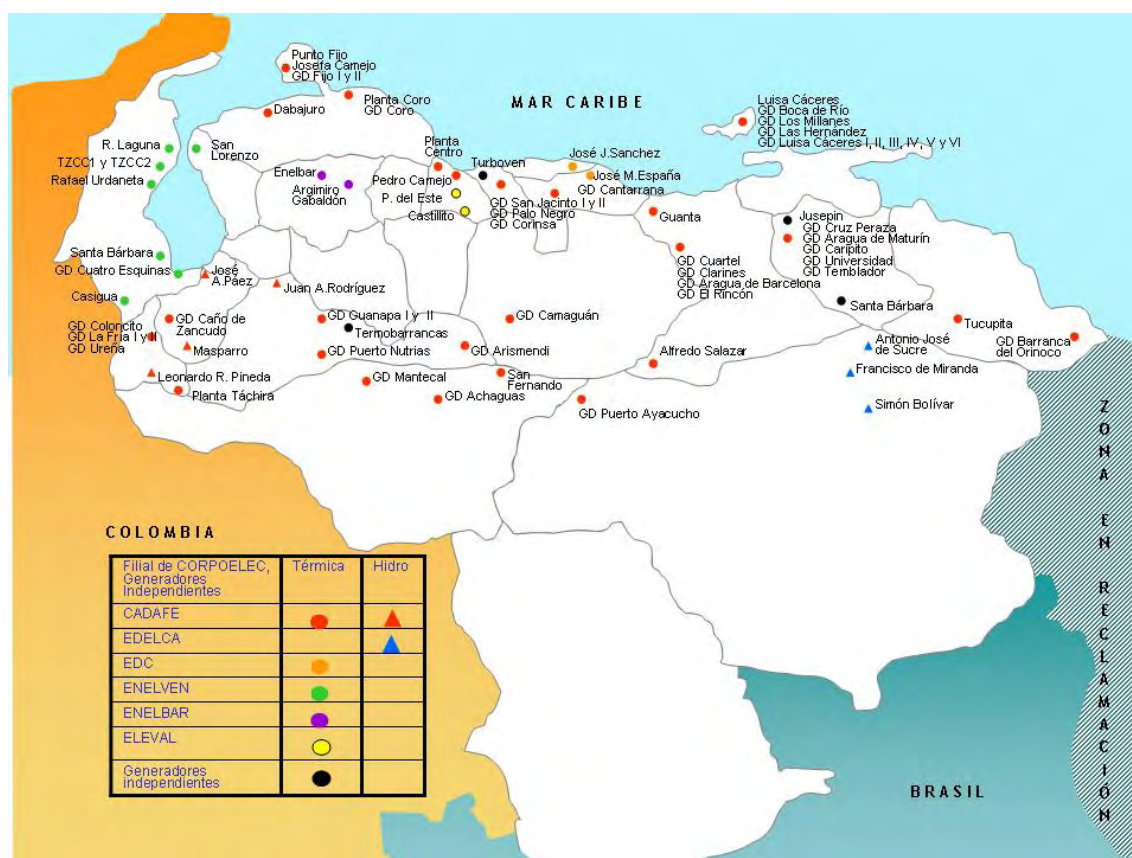 Punto Fijo
Josefa Camejo
GD Fijo I y II
Planta Coro
GD Coro
Dabajuro
MAR CARIBE
Luisa Cáceres
GD Boca de Río
GD Los Millanes
GD Las Hernández
GD Luisa Cáceres I, II, III, IV, V y VI
R. Laguna
San
Lorenzo
TZCC1 y TZCC2
Rafael Urdaneta
Enelbar
Argimiro
Gabaldón
Planta
Centro
Turboven
José J.Sanchez
Pedro Camejo
P. del Este
Castillito
José M.España
GD Cantarrana
GD San Jacinto I y II
GD Palo Negro
GD Corinsa
Guanta
Jusepin
GD Cruz Peraza
GD Aragua de Maturín
GD Caripito
GD Universidad
GD Temblador
GD Cuartel
GD Clarines
GD Aragua de Barcelona
GD El Rincón
Santa Bárbara
GD Cuatro Esquinas
José
A.Páez
Juan A.Rodríguez
Casigua
Santa Bárbara
GD Coloncito
GD La Fría I y II
GD Ureña
GD Caño de
Zancudo
Masparro
GD Guanapa I y II
Termobarrancas
GD Puerto Nutrias
GD Camaguán
GD Arismendi
Tucupita
GD Barranca
del Orinoco
Antonio José
de Sucre
Francisco de Miranda
Simón Bolívar
Alfredo Salazar
Leonardo R. Pineda
Planta Táchira
GD Mantecal
San
Fernando
GD Achaguas
GD Puerto Ayacucho
ZONA EN RECLAMACIÓN
COLOMBIA
Filial de CORPOELEC,
Generadores
Independientes
Térmica
Hidro
CADAFE
EDELCA
EDC
ENELVEN
ENELBAR
ELEVAL
Generadores
independientes
BRASIL